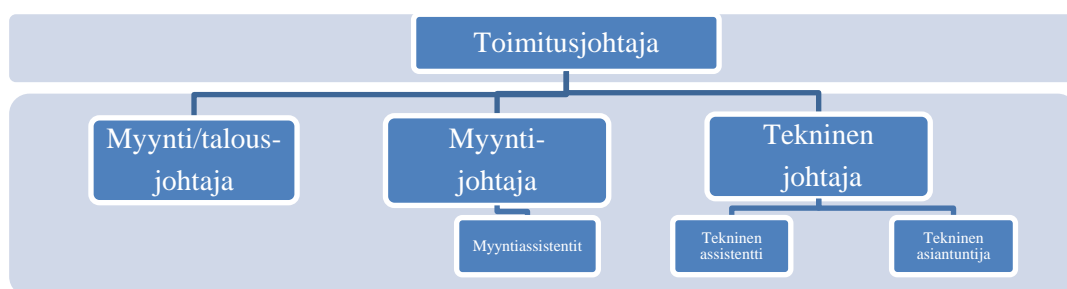 Toimitusjohtaja
Myynti/talous-
johtaja
Myynti-
johtaja
Tekninen
johtaja
Myyntiassistentit
Tekninen
assistentti
Tekninen
asiantuntija